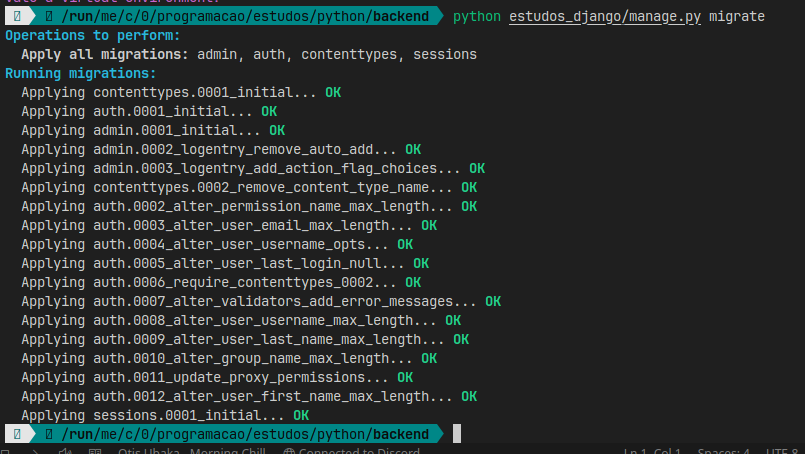 /run/me/c/0/programacao/estudos/python/backend python estudos_django/manage.py migrate
Operations to perform:
Apply all migrations: admin, auth, contenttypes, sessions
Running migrations:
Applying contenttypes.0001_initial... OK
Applying auth.0001_initial... OK
Applying admin.0001_initial... OK
Applying admin.0002_logentry_remove_auto_add... OK
Applying admin.0003_logentry_add_action_flag_choices... OK
Applying contenttypes.0002_remove_content_type_name... OK
Applying auth.0002_alter_permission_name_max_length... OK
Applying auth.0003_alter_user_email_max_length... OK
Applying auth.0004_alter_user_username_opts... OK
Applying auth.0005_alter_user_last_login_null... OK
Applying auth.0006_require_contenttypes_0002... OK
Applying auth.0007_alter_validators_add_error_messages... OK
Applying auth.0008_alter_user_username_max_length... OK
Applying auth.0009_alter_user_last_name_max_length... OK
Applying auth.0010_alter_group_name_max_length... OK
Applying auth.0011_update_proxy_permissions... OK
Applying auth.0012_alter_user_first_name_max_length... OK
Applying sessions.0001_initial... OK
/run/me/c/0/programacao/estudos/python/backend
Otis Ubaka - Morning Chill Connected to Discord Ln 1, Col 1 Spaces: 4 UTF-8